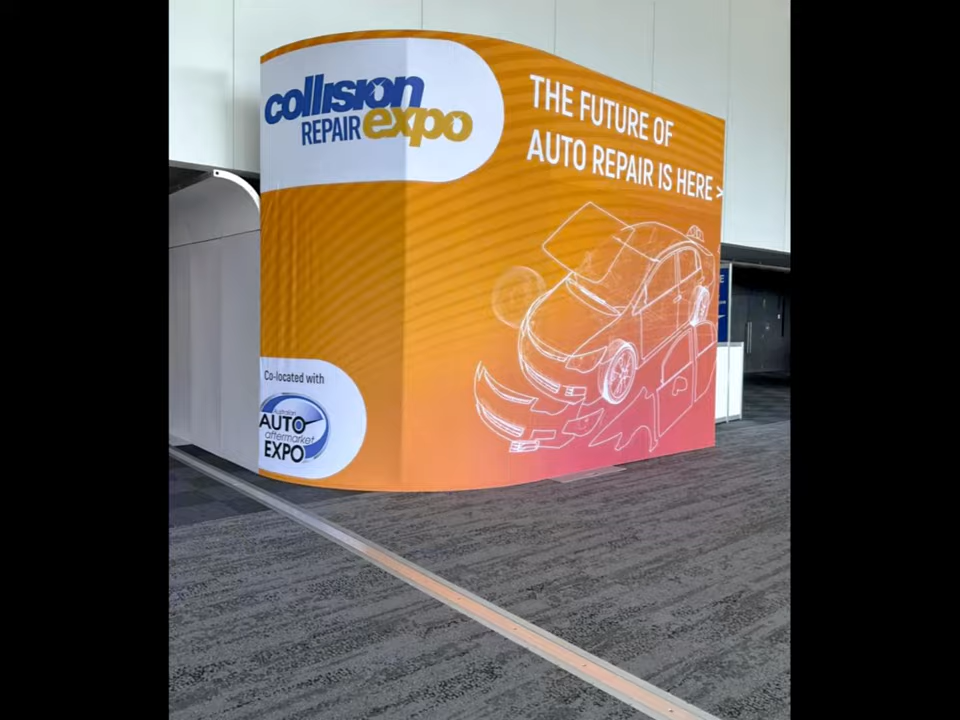 collision
REPAIR expo
THE FUTURE OF
AUTO REPAIR IS HERE >
Co-located with
Australian
AUTO
aftermarket
EXPO